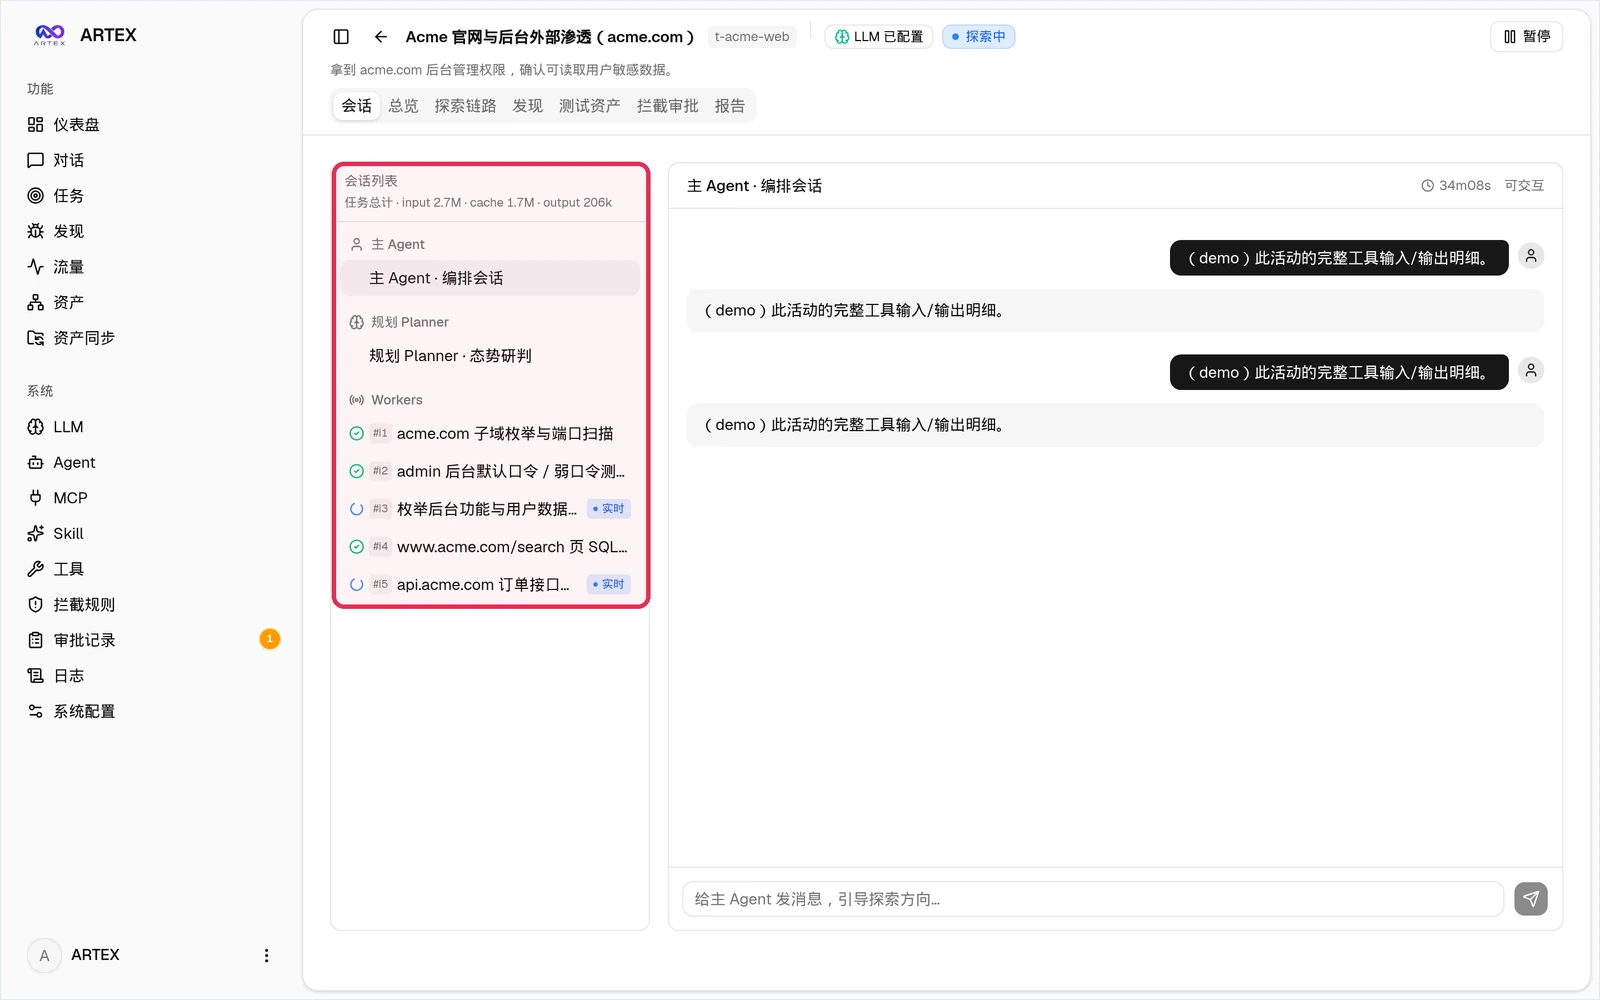 ARTEX
ARTEX
功能
仪表盘
对话
任务
发现
流量
资产
资产同步
系统
LLM
Agent
MCP
Skill
工具
拦截规则
审批记录
1
日志
系统配置
A
ARTEX
Acme 官网与后台外部渗透（acme.com）
t-acme-web
LLM 已配置
探索中
暂停
拿到 acme.com 后台管理权限，确认可读取用户敏感数据。
会话
总览
探索链路
发现
测试资产
拦截审批
报告
会话列表
任务总计 · input 2.7M · cache 1.7M · output 206k
主 Agent
主 Agent · 编排会话
规划 Planner
规划 Planner · 态势研判
Workers
#i1 acme.com 子域枚举与端口扫描
#i2 admin 后台默认口令 / 弱口令测...
#i3 枚举后台功能与用户数据... 实时
#i4 www.acme.com/search 页 SQL...
#i5 api.acme.com 订单接口... 实时
主 Agent · 编排会话
34m08s
可交互
（demo）此活动的完整工具输入/输出明细。
（demo）此活动的完整工具输入/输出明细。
（demo）此活动的完整工具输入/输出明细。
（demo）此活动的完整工具输入/输出明细。
给主 Agent 发消息，引导探索方向...